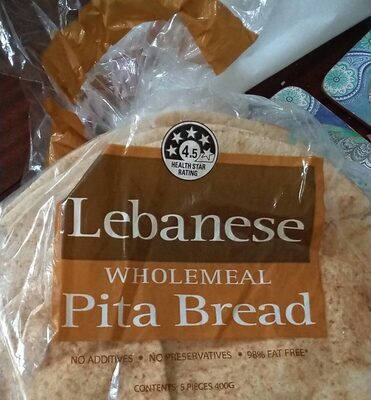 4.5
HEALTH STAR
RATING
Lebanese
WHOLEMEAL
Pita Bread
NO ADDITIVES • NO PRESERVATIVES • 98% FAT FREE*
CONTENTS: 5 PIECES 400G